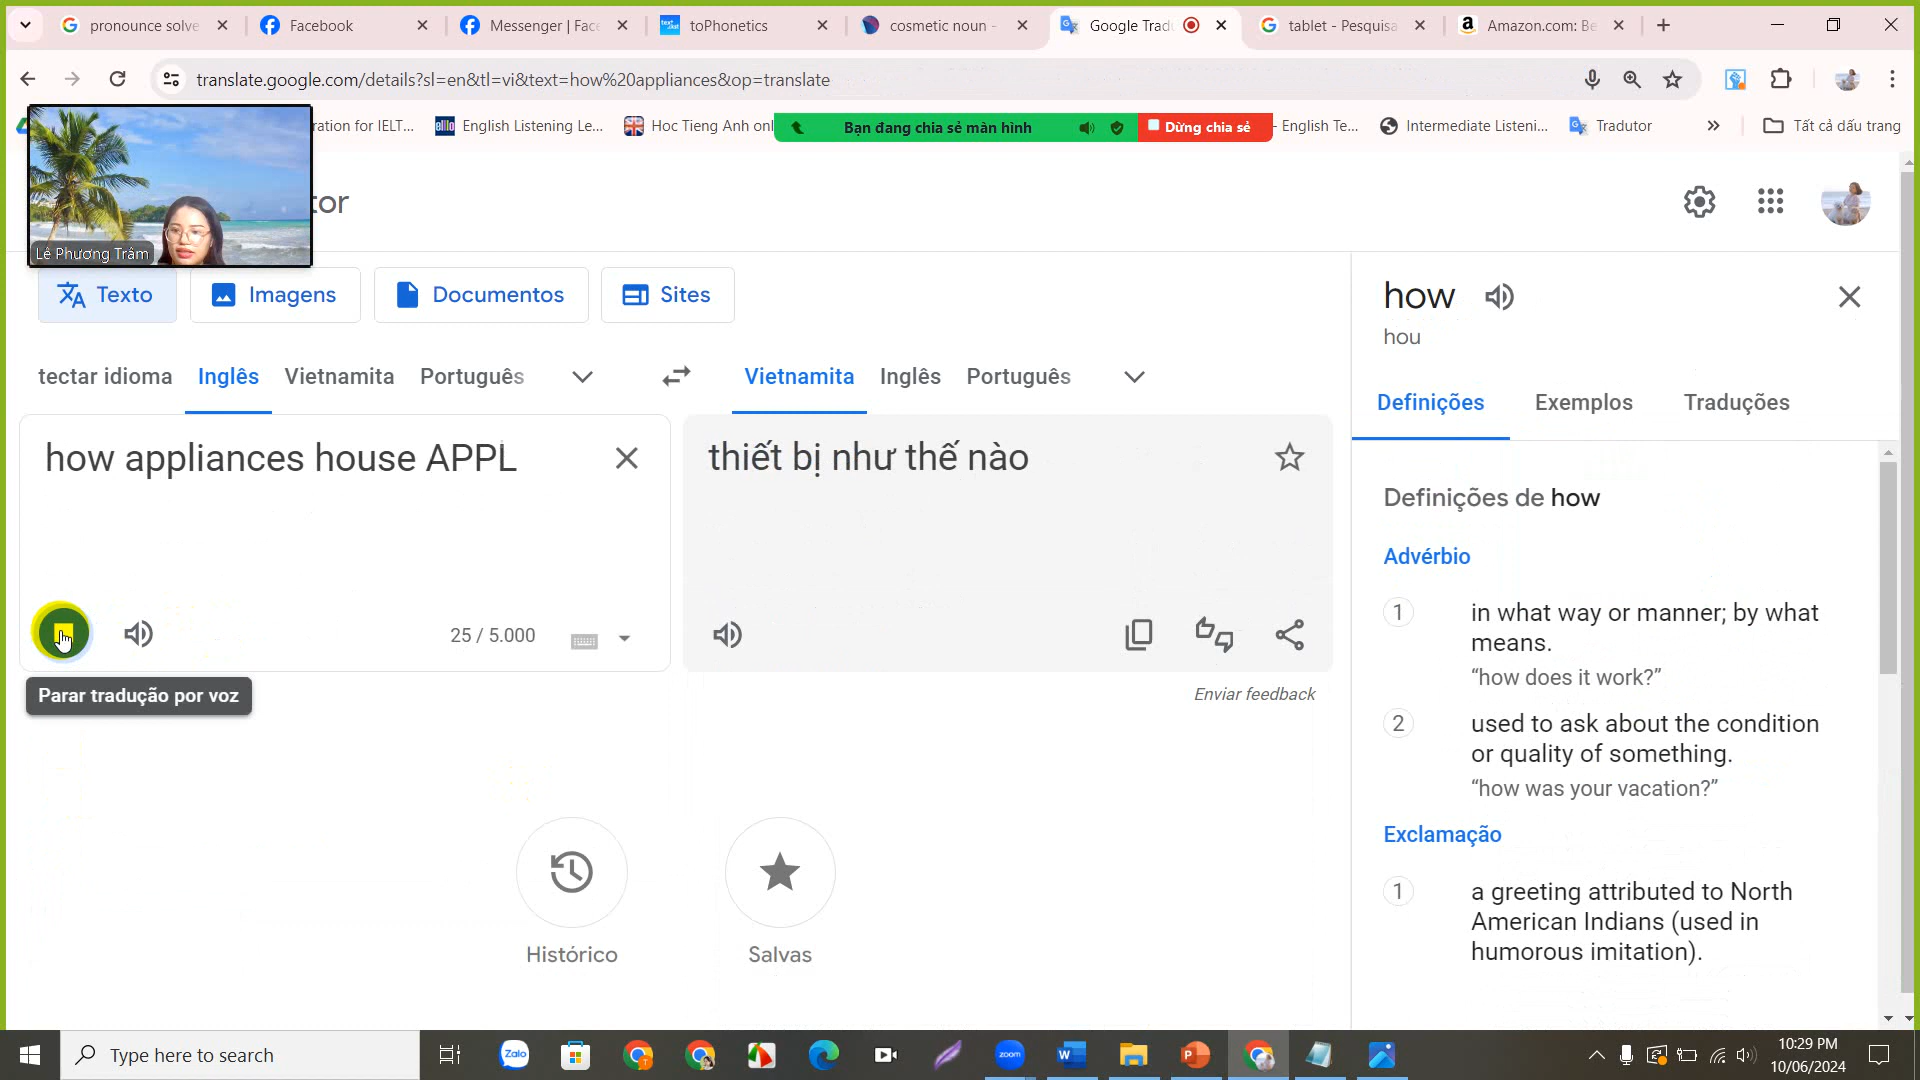 pronounce solve
Facebook
Messenger | Face
toPhonetics
cosmetic noun -
Google Tradu
tablet - Pesquisa
Amazon.com: Be
translate.google.com/details?sl=en&tl=vi&text=how%20appliances&op=translate
ration for IELT...
English Listening Le...
Hoc Tieng Anh onl
Bạn đang chia sẻ màn hình
Dừng chia sẻ
English Te...
Intermediate Listeni...
Tradutor
Tất cả dấu trang
tor
Lê Phương Trâm
Texto
Imagens
Documentos
Sites
tectar idioma
Inglês
Vietnamita
Português
Vietnamita
Inglês
Português
how appliances house APPL
25 / 5.000
Parar tradução por voz
thiết bị như thế nào
Enviar feedback
Histórico
Salvas
how
hou
Definições
Exemplos
Traduções
Definições de how
Advérbio
1
in what way or manner; by what
means.
“how does it work?”
2
used to ask about the condition
or quality of something.
“how was your vacation?”
Exclamação
1
a greeting attributed to North
American Indians (used in
humorous imitation).
Type here to search
Zalo
zoom
10:29 PM
10/06/2024